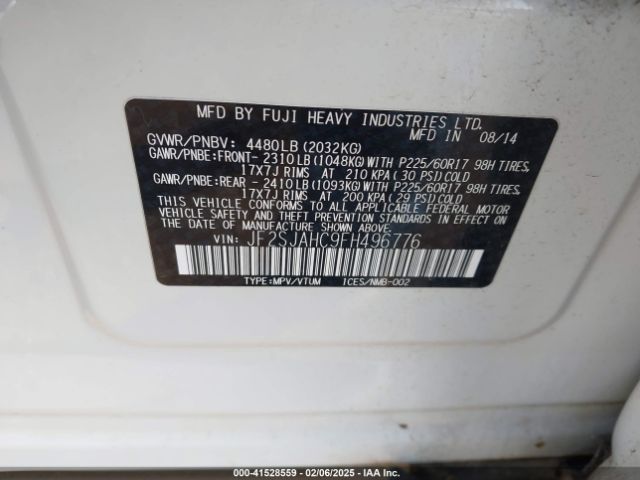 MFD BY FUJI HEAVY INDUSTRIES LTD.
MFD IN 08/14
GVWR/PNBV: 4480LB (2032KG)
GAWR/PNBE:FRONT- 2310LB (1048KG) WITH P225/60R17 98H TIRES,
17X7J RIMS AT 210 KPA (30 PSI) COLD
GAWR/PNBE:REAR - 2410LB (1093KG) WITH P225/60R17 98H TIRES,
17X7J RIMS AT 200 KPA (29 PSI) COLD
THIS VEHICLE CONFORMS TO ALL APPLICABLE FEDERAL MOTOR
VEHICLE SAFETY AND THEFT PREVENTION STANDARDS IN EFFECT
ON THE DATE OF MANUFACTURE SHOWN ABOVE.
VIN: JF2SJAHC9FH496776
TYPE:MPV/VTUM ICES/NMB-002
000-41528559 — 02/06/2025 — IAA Inc.